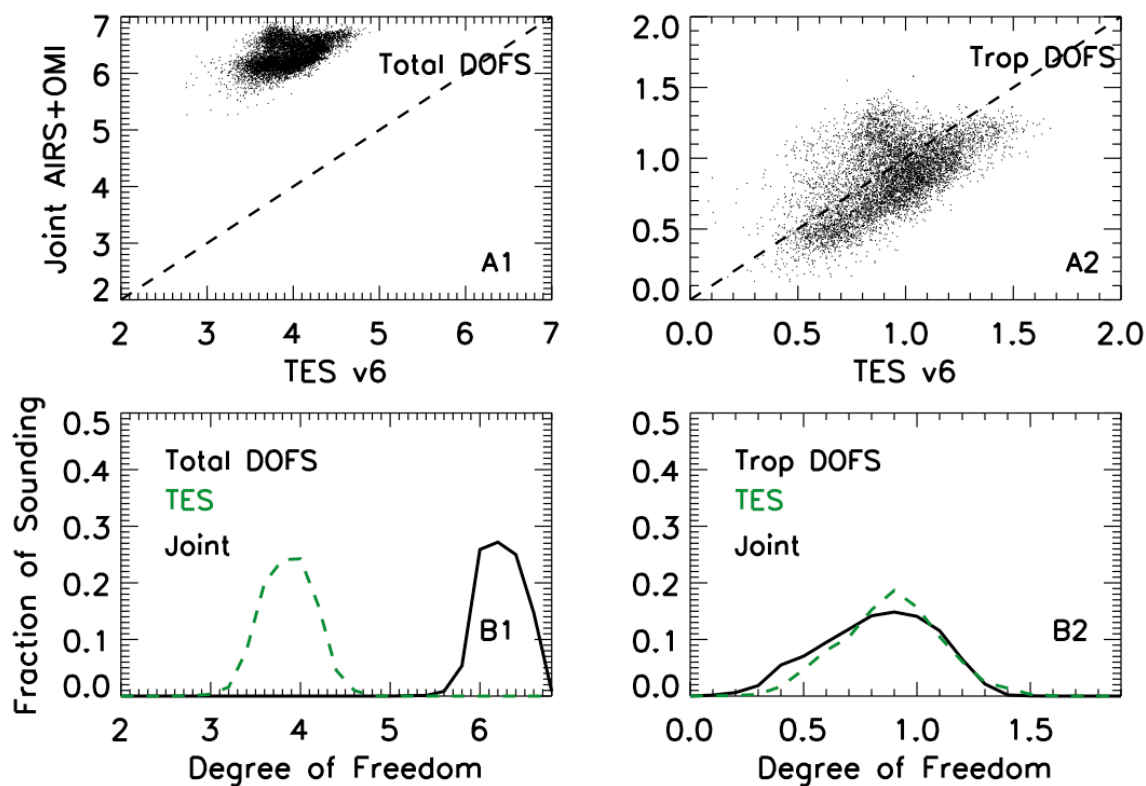 Joint AIRS+OMI
7
6
5
4
3
2
Total DOFS
A1
2 3 4 5 6 7
TES v6
2.0
1.5
1.0
0.5
0.0
Trop DOFS
A2
0.0 0.5 1.0 1.5 2.0
TES v6
Fraction of Sounding
0.5
0.4
0.3
0.2
0.1
0.0
Total DOFS
TES
Joint
B1
2 3 4 5 6
Degree of Freedom
0.5
0.4
0.3
0.2
0.1
0.0
Trop DOFS
TES
Joint
B2
0.0 0.5 1.0 1.5
Degree of Freedom